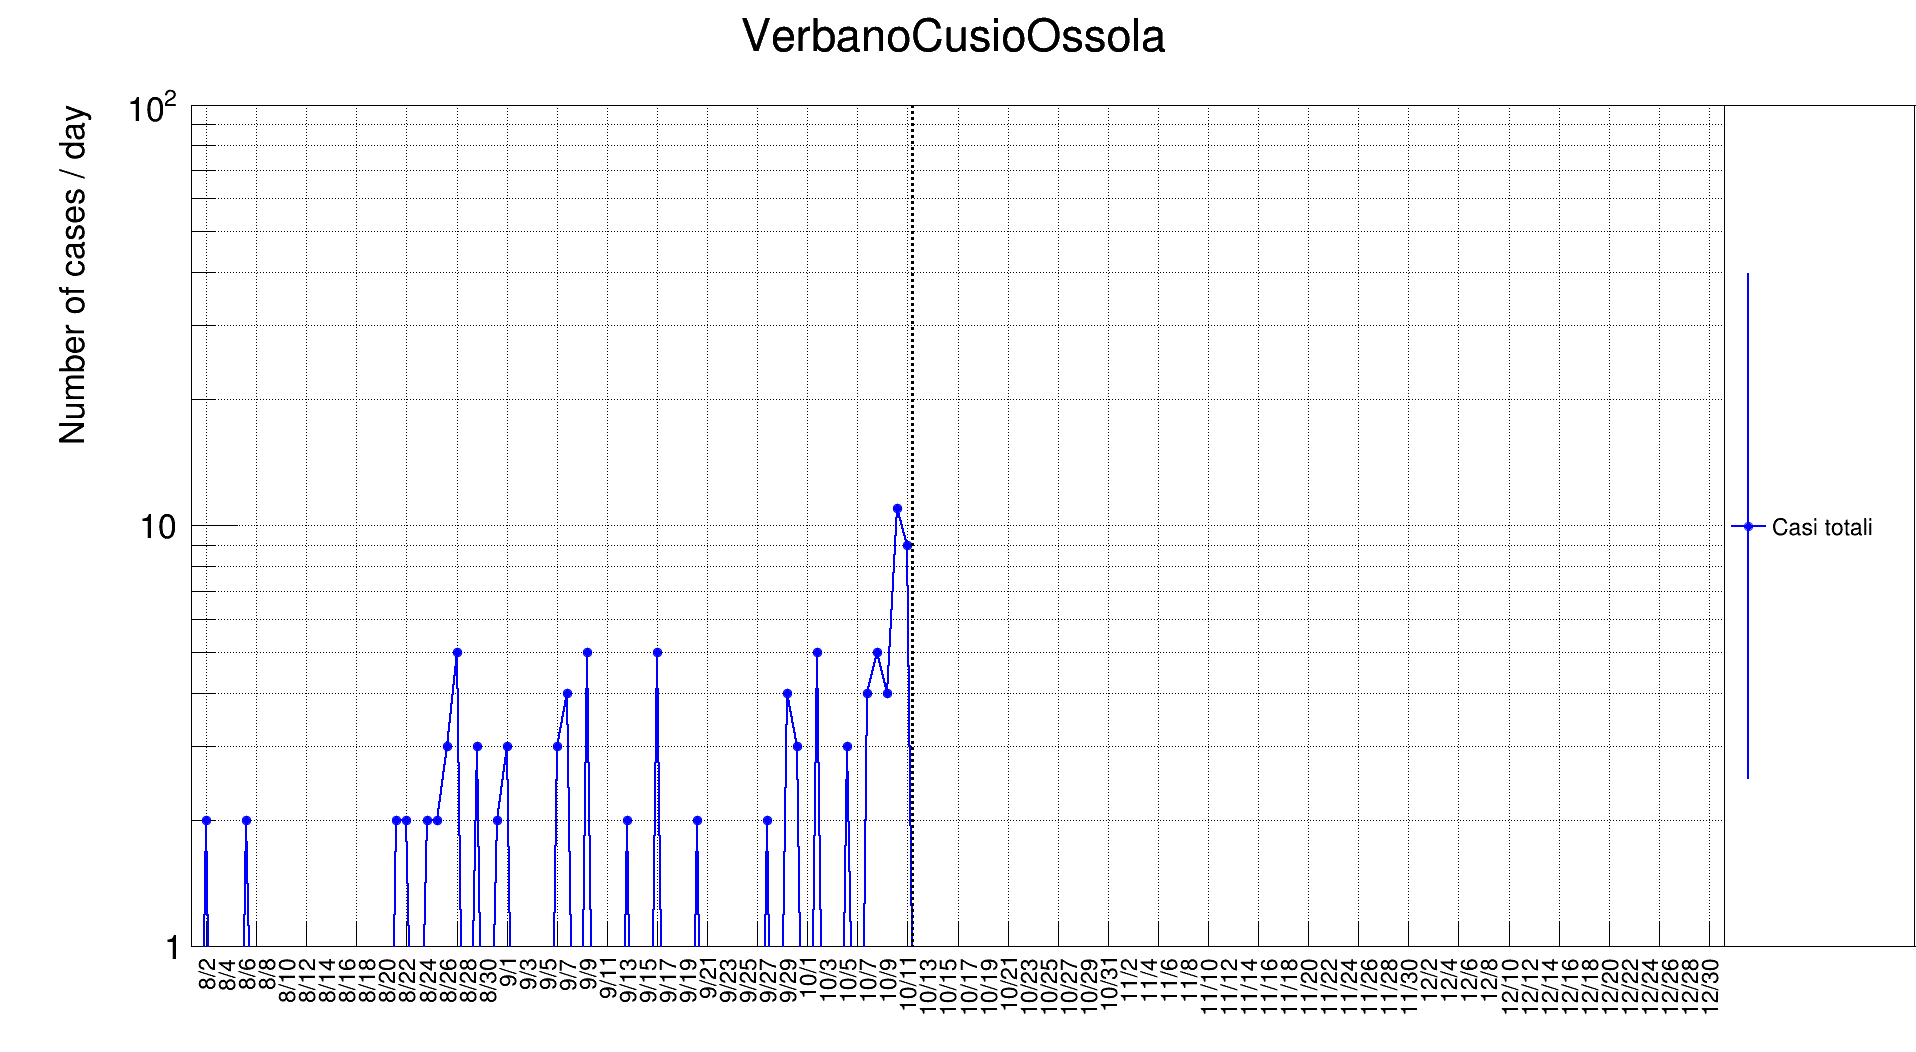 VerbanoCusioOssola
Number of cases / day
10²
10
1
8/2 8/4 8/6 8/8 8/10 8/12 8/14 8/16 8/18 8/20 8/22 8/24 8/26 8/28 8/30 9/1 9/3 9/5 9/7 9/9 9/11 9/13 9/15 9/17 9/19 9/21 9/23 9/25 9/27 9/29 10/1 10/3 10/5 10/7 10/9 10/11 10/13 10/15 10/17 10/19 10/21 10/23 10/25 10/27 10/29 10/31 11/2 11/4 11/6 11/8 11/10 11/12 11/14 11/16 11/18 11/20 11/22 11/24 11/26 11/28 11/30 12/2 12/4 12/6 12/8 12/10 12/12 12/14 12/16 12/18 12/20 12/22 12/24 12/26 12/28 12/30
Casi totali